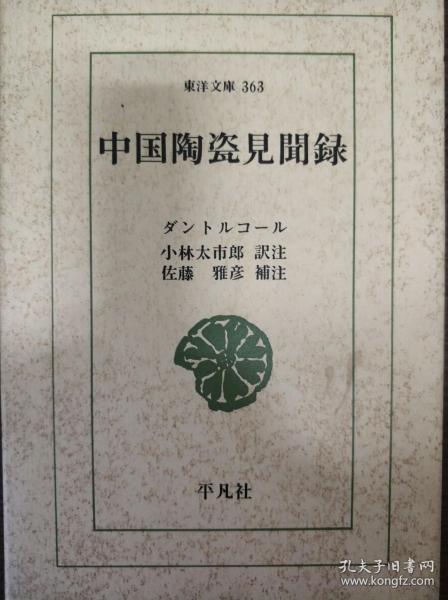 東洋文庫 363
中国陶瓷見聞録
ダントルコール
小林太市郎 訳注
佐藤 雅彦 補注
平凡社
孔夫子旧书网
www.kongfz.com